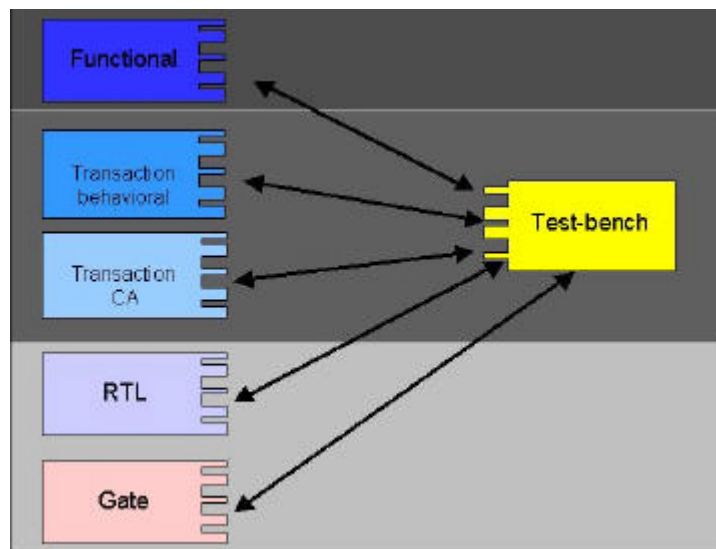 Functional
Transaction
behavioral
Test-bench
Transaction
CA
RTL
Gate